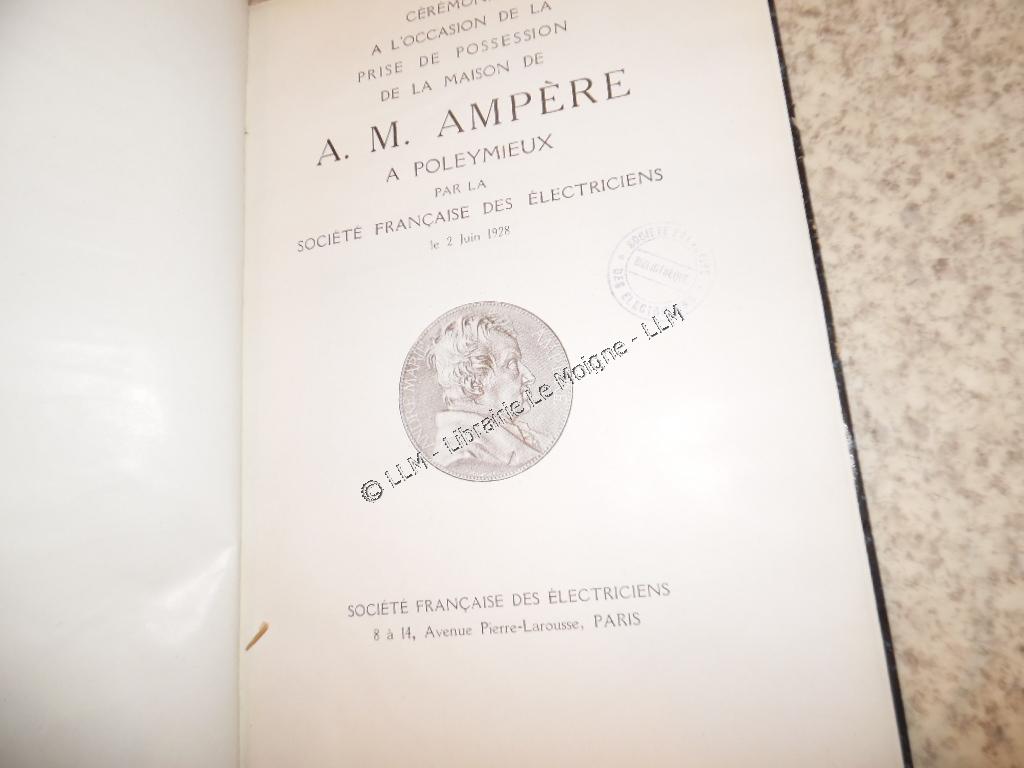 A L'OCCASION DE LA
PRISE DE POSSESSION
DE LA MAISON DE
A. M. AMPÈRE
A POLEYMIEUX
PAR LA
SOCIÉTÉ FRANÇAISE DES ÉLECTRICIENS
le 2 Juin 1928
BIBLIOTHÈQUE
© LLM - Librairie Le Moigne - LLM
SOCIÉTÉ FRANÇAISE DES ÉLECTRICIENS
8 à 14, Avenue Pierre-Larousse, PARIS